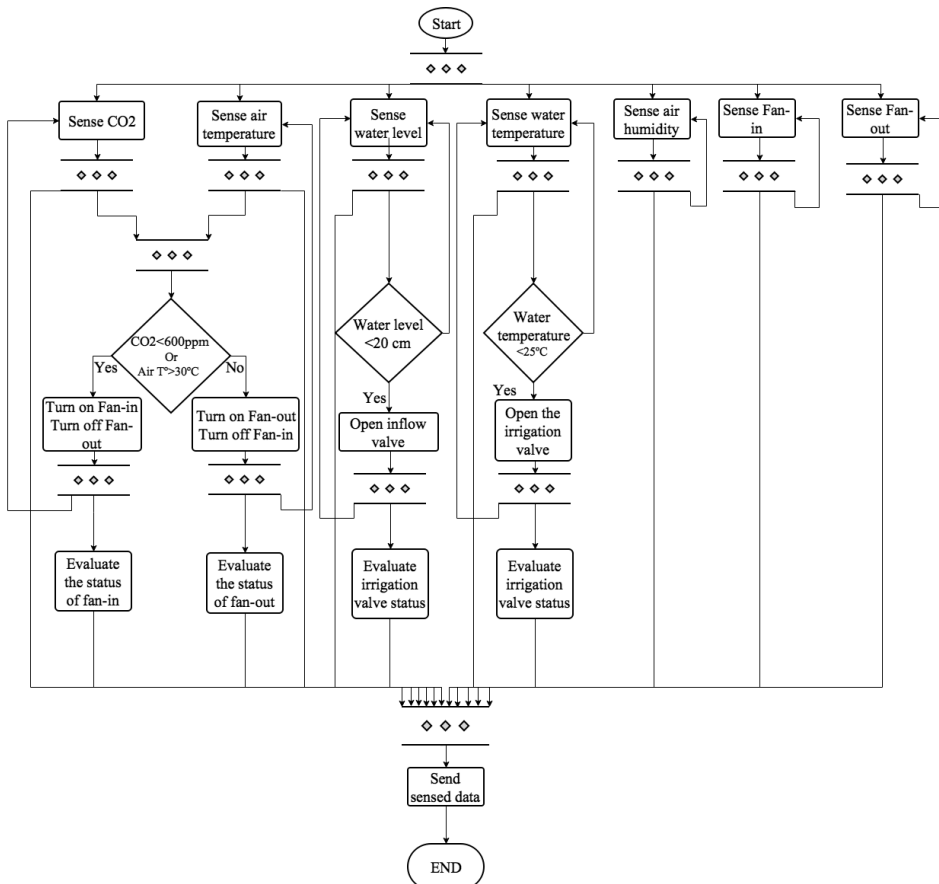 Start
Sense CO2
Sense air
temperature
Sense
water level
Sense water
temperature
Sense air
humidity
Sense Fan-
in
Sense Fan-
out
CO2<600ppm
Or
Air Tº>30ºC
Yes
No
Water level
<20 cm
Water
temperature
<25ºC
Yes
Yes
Turn on Fan-in
Turn off Fan-
out
Turn on Fan-out
Turn off Fan-in
Open inflow
valve
Open the
irrigation
valve
Evaluate
the status
of fan-in
Evaluate
the status
of fan-out
Evaluate
irrigation
valve status
Evaluate
irrigation
valve status
Send
sensed data
END